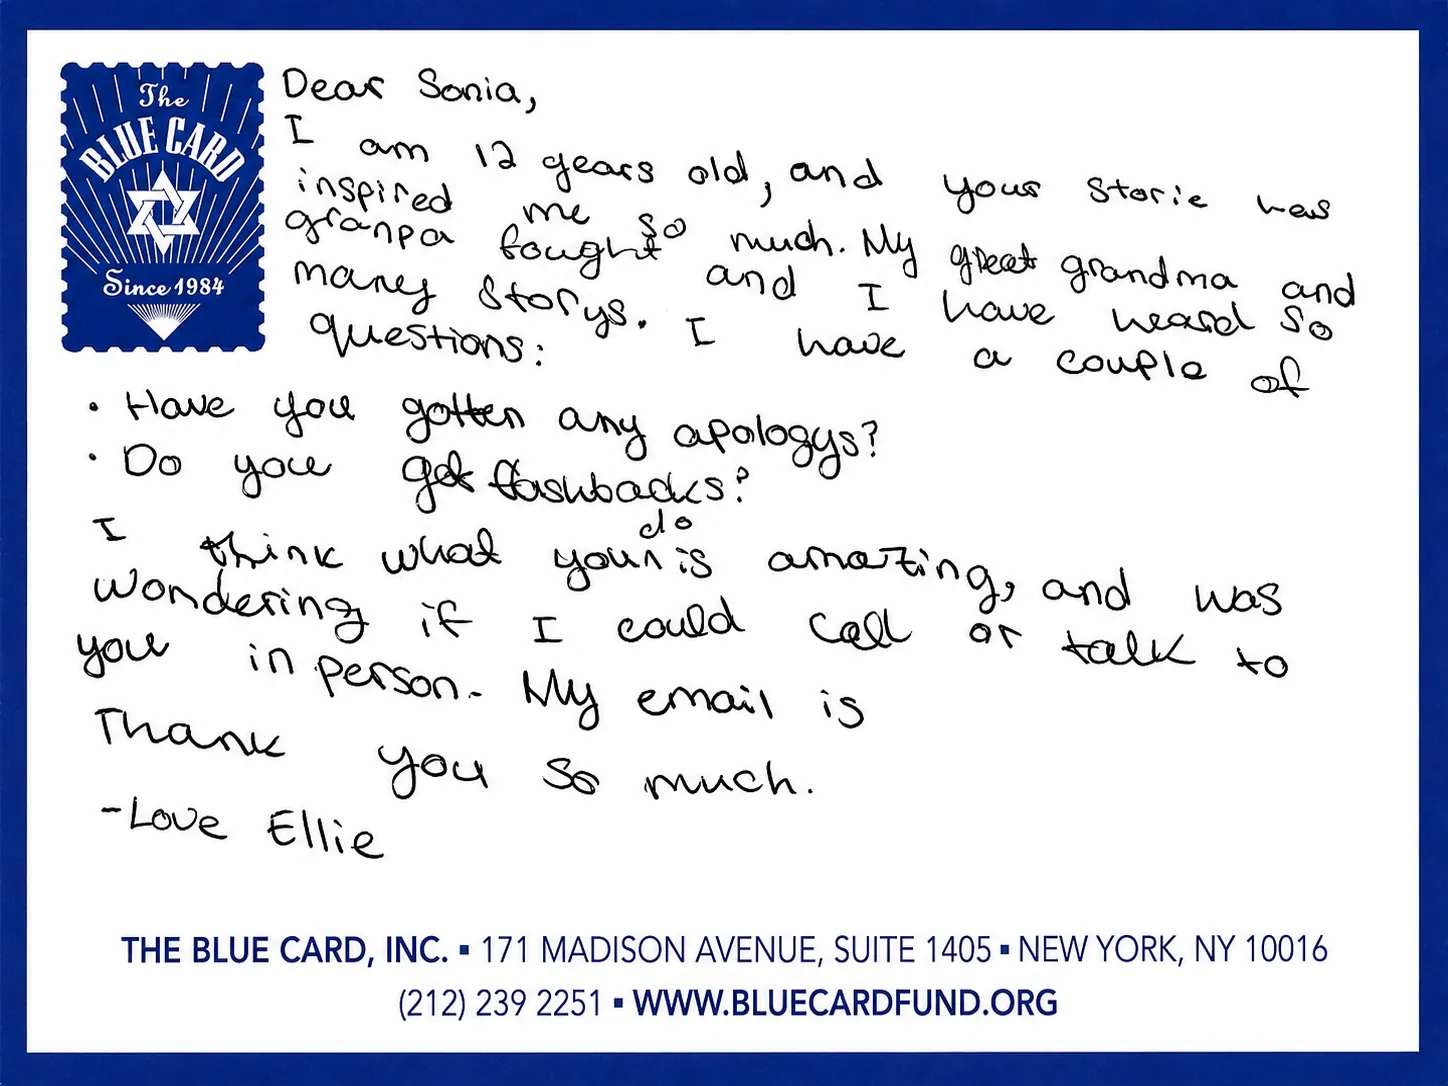 The
BLUE CARD
Since 1984
Dear Sonia,
I am 12 years old, and your storie has
inspired me so much. My great grandma and
granpa fought and I have heard so
many storys. I have a couple of
questions:
• Have you gotten any apologys?
• Do you get flashbacks?
I think what you do is amazing, and was
wondering if I could call or talk to
you in person. My email is
Thank you so much.
-Love Ellie
THE BLUE CARD, INC. ▪ 171 MADISON AVENUE, SUITE 1405 ▪ NEW YORK, NY 10016
(212) 239 2251 ▪ WWW.BLUECARDFUND.ORG